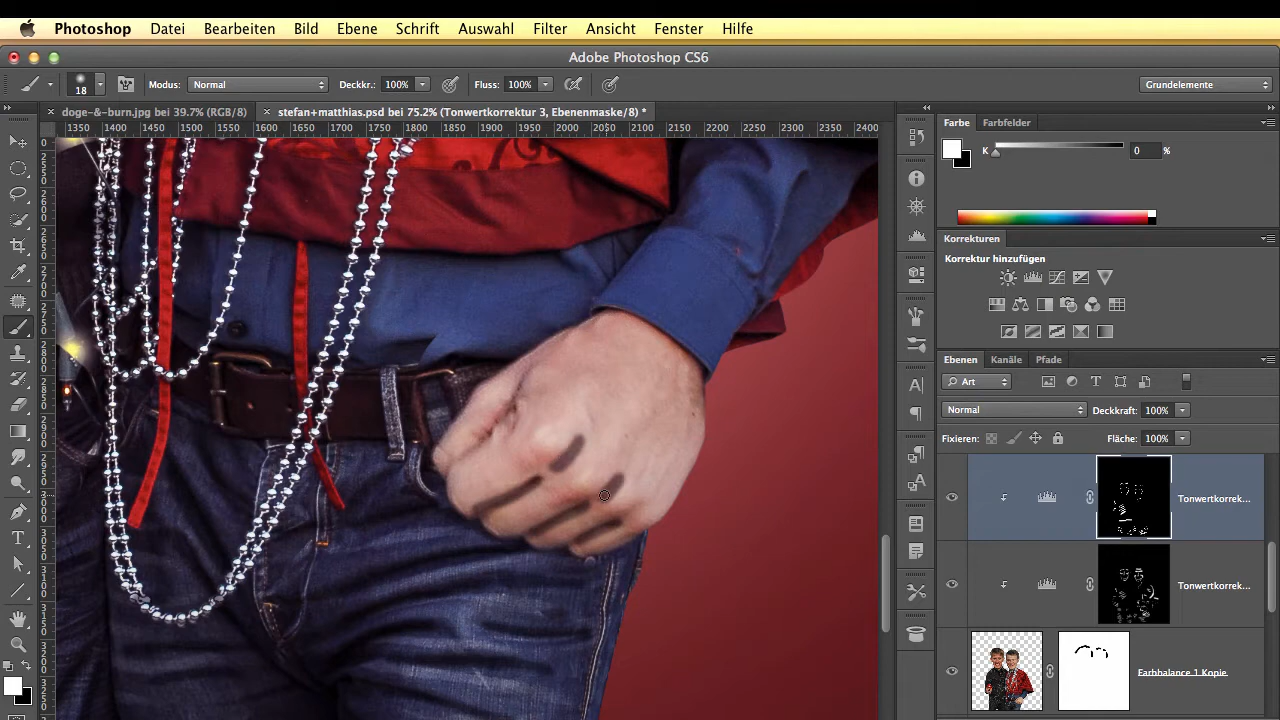 Photoshop Datei Bearbeiten Bild Ebene Schrift Auswahl Filter Ansicht Fenster Hilfe
Adobe Photoshop CS6
18 Modus: Normal Deckkr.: 100% Fluss: 100% Grundelemente
doge-&-burn.jpg bei 39.7% (RGB/8) stefan+matthias.psd bei 75.2% (Tonwertkorrektur 3, Ebenenmaske/8) *
1350 1400 1450 1500 1550 1600 1650 1700 1750 1800 1850 1900 1950 2000 2050 2100 2150 2200 2250 2300 2350 2400
Farbe Farbfelder
K 0 %
Korrekturen
Korrektur hinzufügen
Ebenen Kanäle Pfade
Art
Normal Deckkraft: 100%
Fixieren: Fläche: 100%
Tonwertkorrek...
Tonwertkorrek...
Farbbalance 1 Kopie